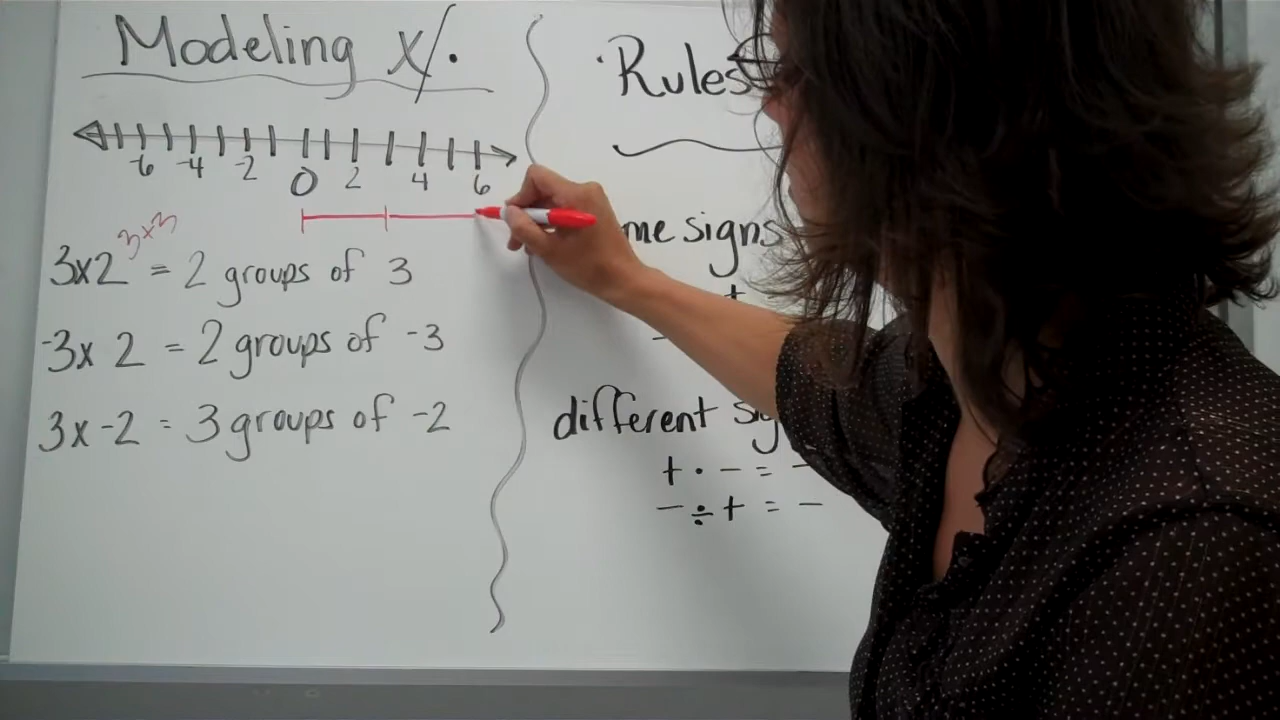 Modeling x/.
-6 -4 -2 0 2 4 6
3x3
3x2 = 2 groups of 3
-3x 2 = 2 groups of -3
3x -2 = 3 groups of -2
Rules
signs
+
-
different
+ · - = -
- ÷ + = -